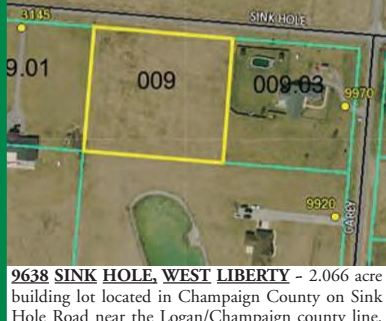 3145
SINK HOLE
9.01
009
009.03
9970
9920
CAREY
9638 SINK HOLE, WEST LIBERTY - 2.066 acre
building lot located in Champaign County on Sink
Hole Road near the Logan/Champaign county line.